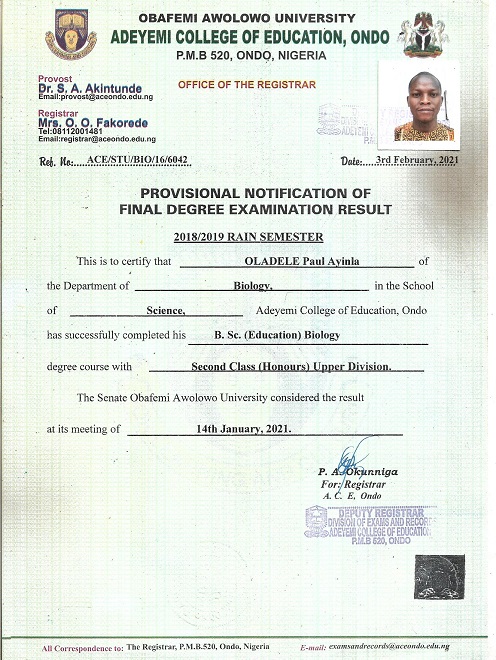 OBAFEMI AWOLOWO UNIVERSITY
ADEYEMI COLLEGE OF EDUCATION, ONDO
P.M.B 520, ONDO, NIGERIA
OFFICE OF THE REGISTRAR
Provost
Dr. S. A. Akintunde
Email:provost@aceondo.edu.ng
Registrar
Mrs. O. O. Fakorede
Tel:08112001481
Email:registrar@aceondo.edu.ng
Ref. No: ACE/STU/BIO/16/6042 Date: 3rd February, 2021
PROVISIONAL NOTIFICATION OF
FINAL DEGREE EXAMINATION RESULT
2018/2019 RAIN SEMESTER
This is to certify that OLADELE Paul Ayinla of
the Department of Biology, in the School
of Science, Adeyemi College of Education, Ondo
has successfully completed his B. Sc. (Education) Biology
degree course with Second Class (Honours) Upper Division.
The Senate Obafemi Awolowo University considered the result
at its meeting of 14th January, 2021.
P. A. Okunniga
For: Registrar
A. C. E, Ondo
DEPUTY REGISTRAR
DIVISION OF EXAMS AND RECOR
ADEYEMI COLLEGE OF EDUCATION
P.M.B 520, ONDO
All Correspondence to: The Registrar, P.M.B.520, Ondo, Nigeria E-mail: examsandrecords@aceondo.edu.ng